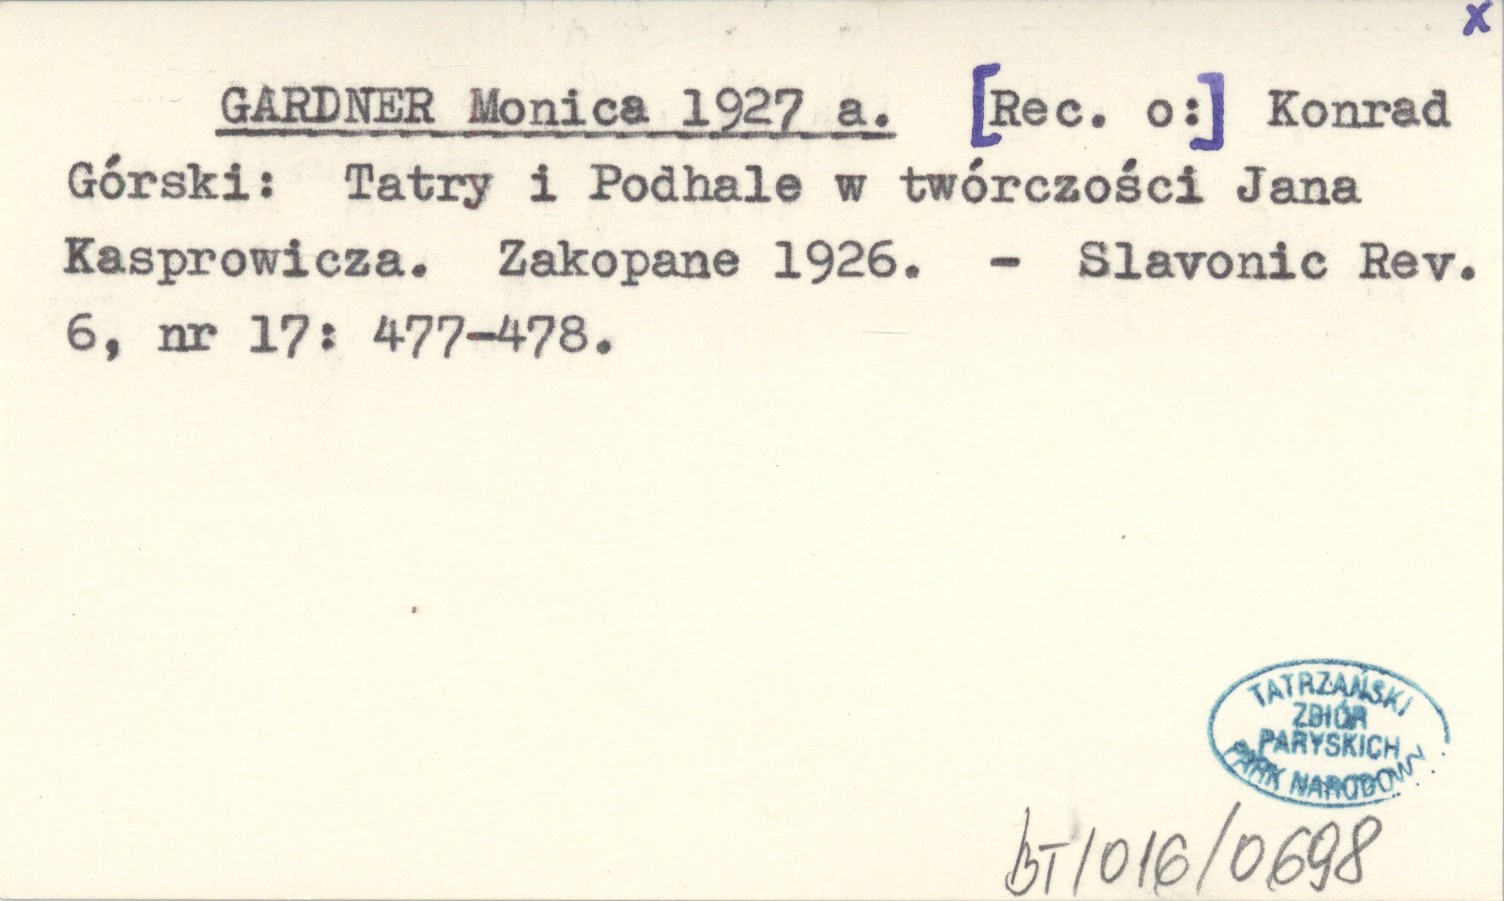 x
GARDNER Monica 1927 a. [Rec. o:] Konrad
Górski: Tatry i Podhale w twórczości Jana
Kasprowicza. Zakopane 1926. - Slavonic Rev.
6, nr 17: 477-478.
TATRZAŃSKI
ZBIÓR
PARYSKICH
PARK NARODOWY
BT/016/0698